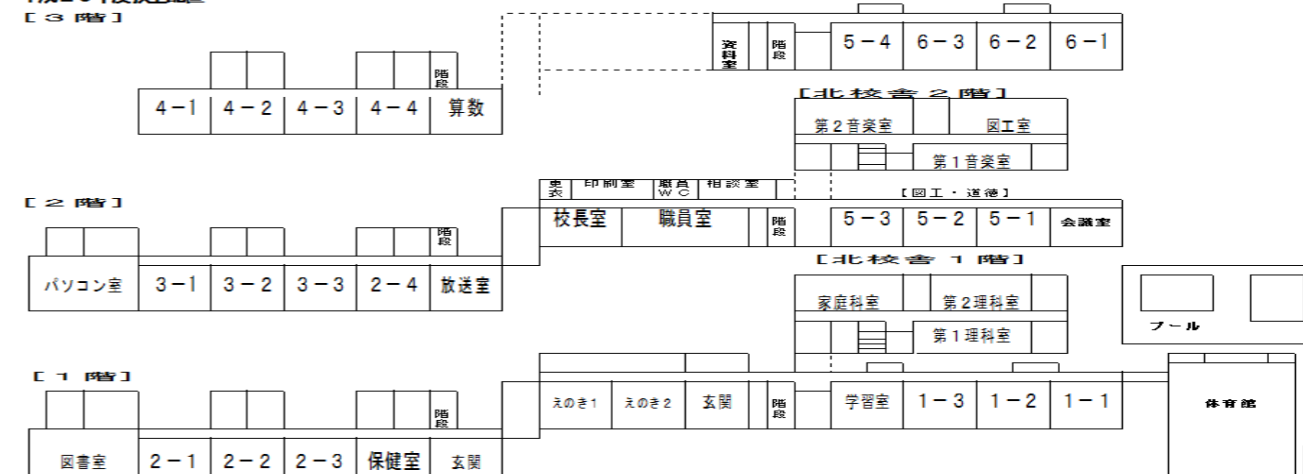 [3階]
資料室 階段 5-4 6-3 6-2 6-1
階段
4-1 4-2 4-3 4-4 算数
[北校舎2階]
第2音楽室 図工室
第1音楽室
[2階]
更衣 印刷室 職員WC 相談室 【図工・道徳】
校長室 職員室 階段 5-3 5-2 5-1 会議室
階段
パソコン室 3-1 3-2 3-3 2-4 放送室
[北校舎1階]
家庭科室 第2理科室
第1理科室
プール
[1階]
えのき1 えのき2 玄関 階段 学習室 1-3 1-2 1-1 体育館
階段
図書室 2-1 2-2 2-3 保健室 玄関